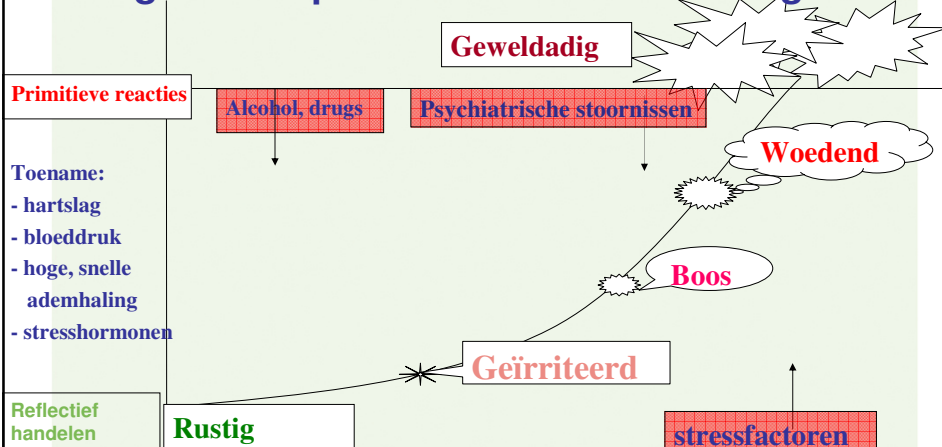 Geweldadig
Primitieve reacties
Alcohol, drugs
Psychiatrische stoornissen
Woedend
Toename:
- hartslag
- bloeddruk
- hoge, snelle
ademhaling
- stresshormonen
Boos
Geïrriteerd
Reflectief
handelen
Rustig
stressfactoren